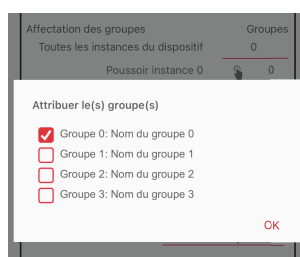 Affectation des groupes Groupes
Toutes les instances du dispositif 0
Poussoir instance 0 0
Attribuer le(s) groupe(s)
Groupe 0: Nom du groupe 0
Groupe 1: Nom du groupe 1
Groupe 2: Nom du groupe 2
Groupe 3: Nom du groupe 3
OK